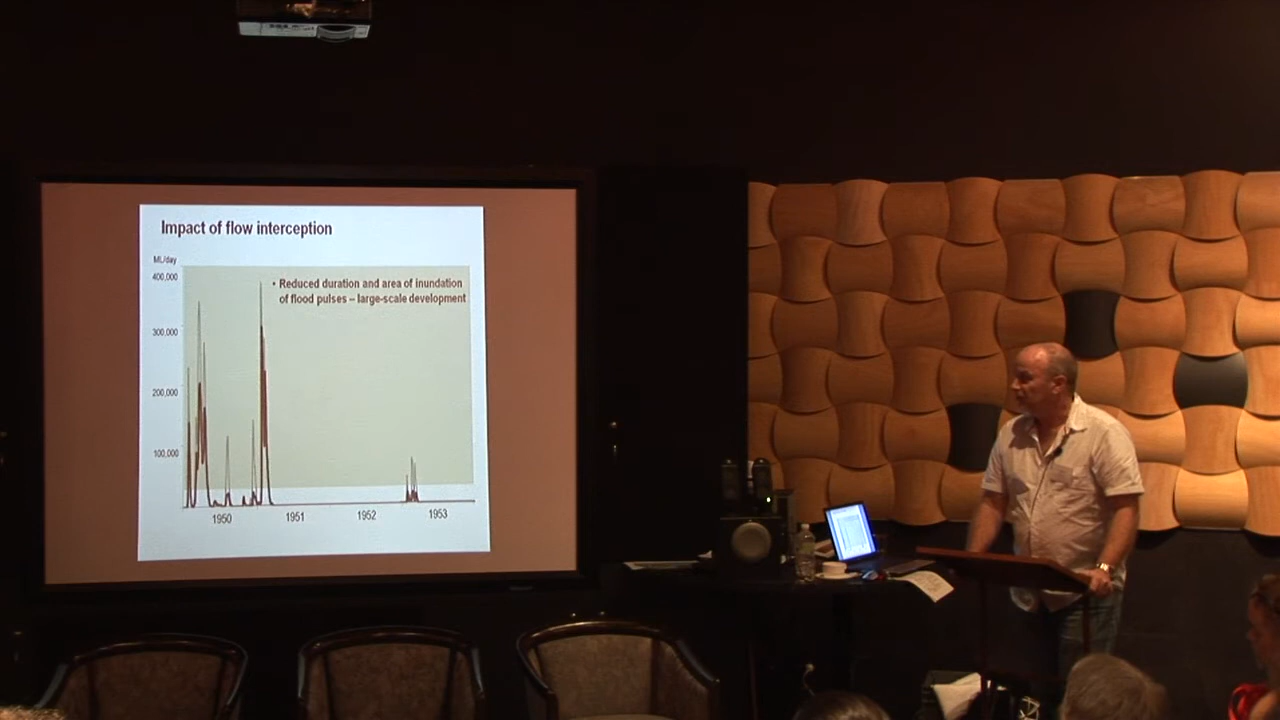 Impact of flow interception
ML/day
400,000
• Reduced duration and area of inundation
of flood pulses – large-scale development
300,000
200,000
100,000
1950 1951 1952 1953